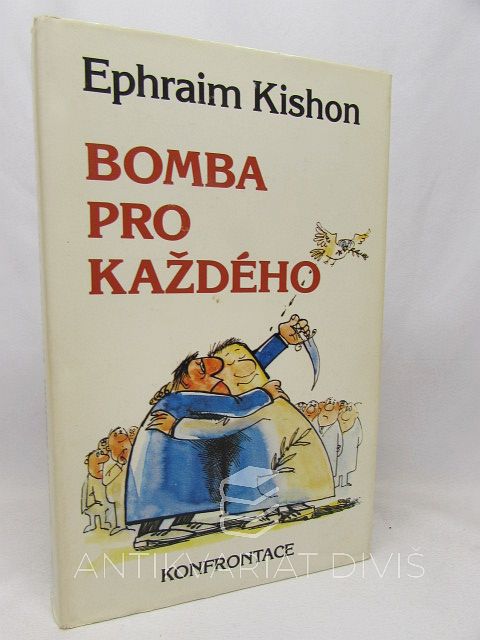 Ephraim Kishon
BOMBA
PRO
KAŽDÉHO
ANTIKVARIÁT DIVIŠ
KONFRONTACE